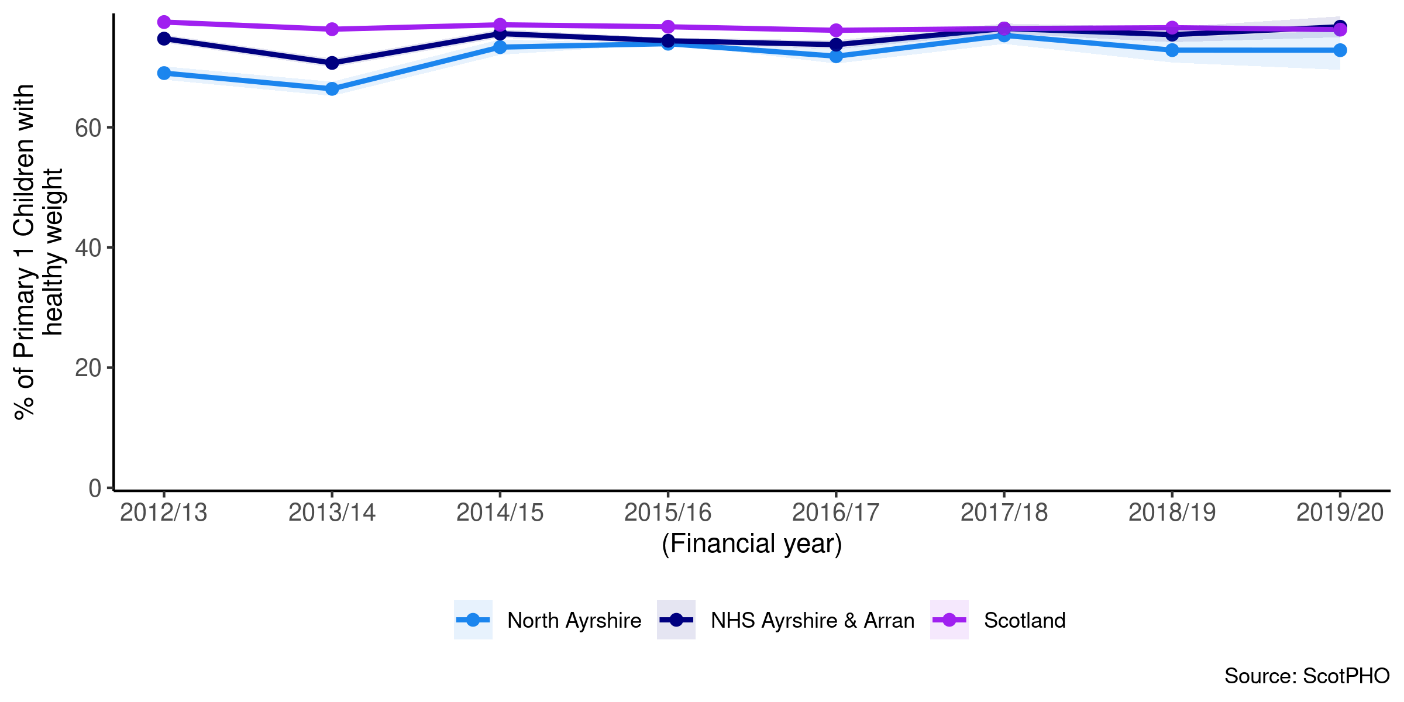 % of Primary 1 Children with
healthy weight
60
40
20
0
2012/13 2013/14 2014/15 2015/16 2016/17 2017/18 2018/19 2019/20
(Financial year)
North Ayrshire NHS Ayrshire & Arran Scotland
Source: ScotPHO